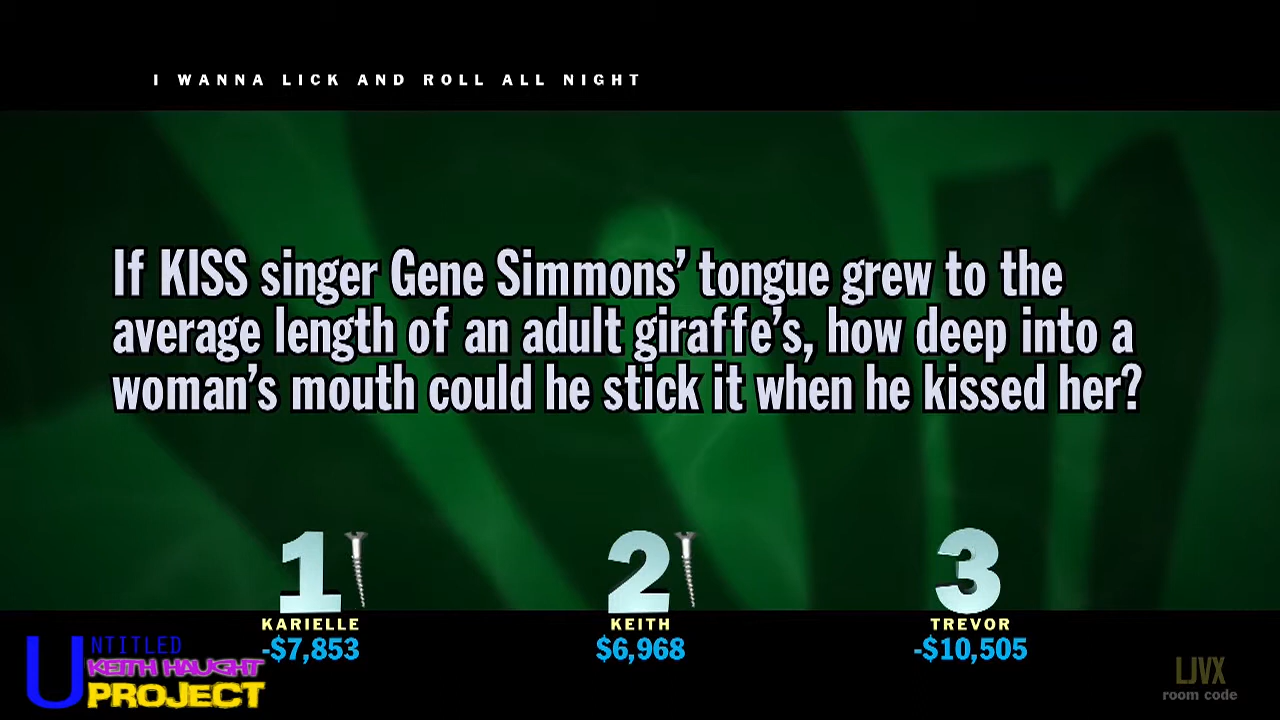 I WANNA LICK AND ROLL ALL NIGHT
If KISS singer Gene Simmons' tongue grew to the
average length of an adult giraffe's, how deep into a
woman's mouth could he stick it when he kissed her?
1 2 3
KARIELLE KEITH TREVOR
-$7,853 $6,968 -$10,505
UNTITLED
KEITH HAUGHT
PROJECT
LJVX
room code